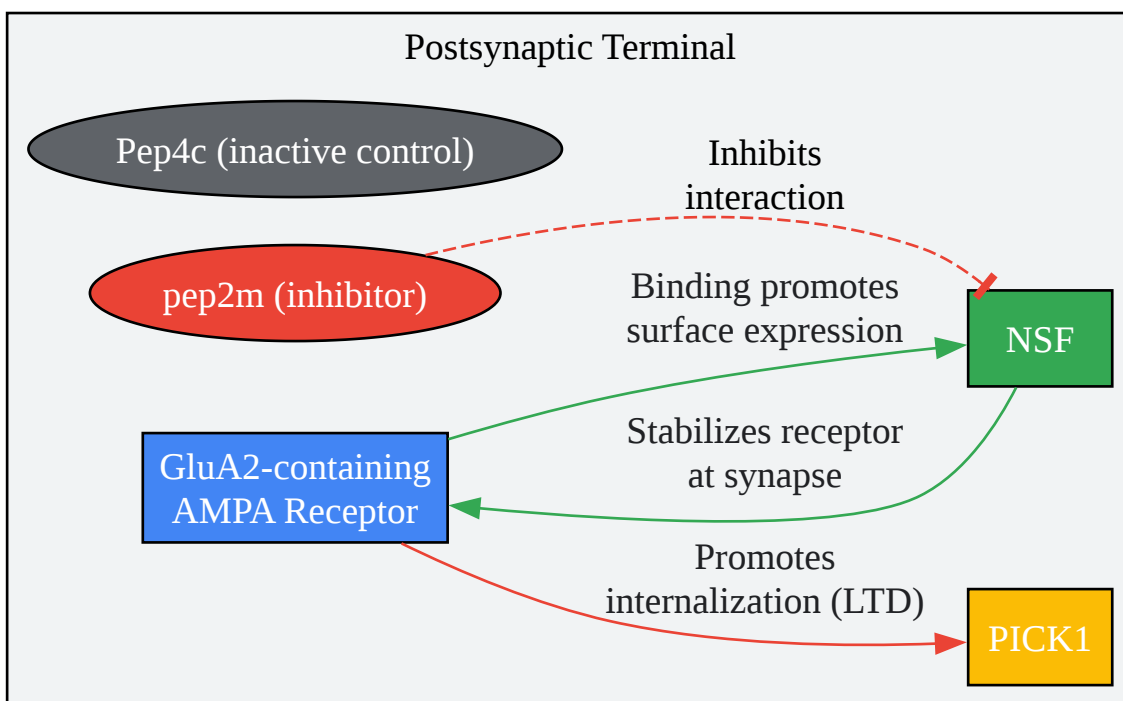 Postsynaptic Terminal
Pep4c (inactive control)
Inhibits
interaction
pep2m (inhibitor)
Binding promotes
surface expression
NSF
Stabilizes receptor
at synapse
GluA2-containing
AMPA Receptor
Promotes
internalization (LTD)
PICK1